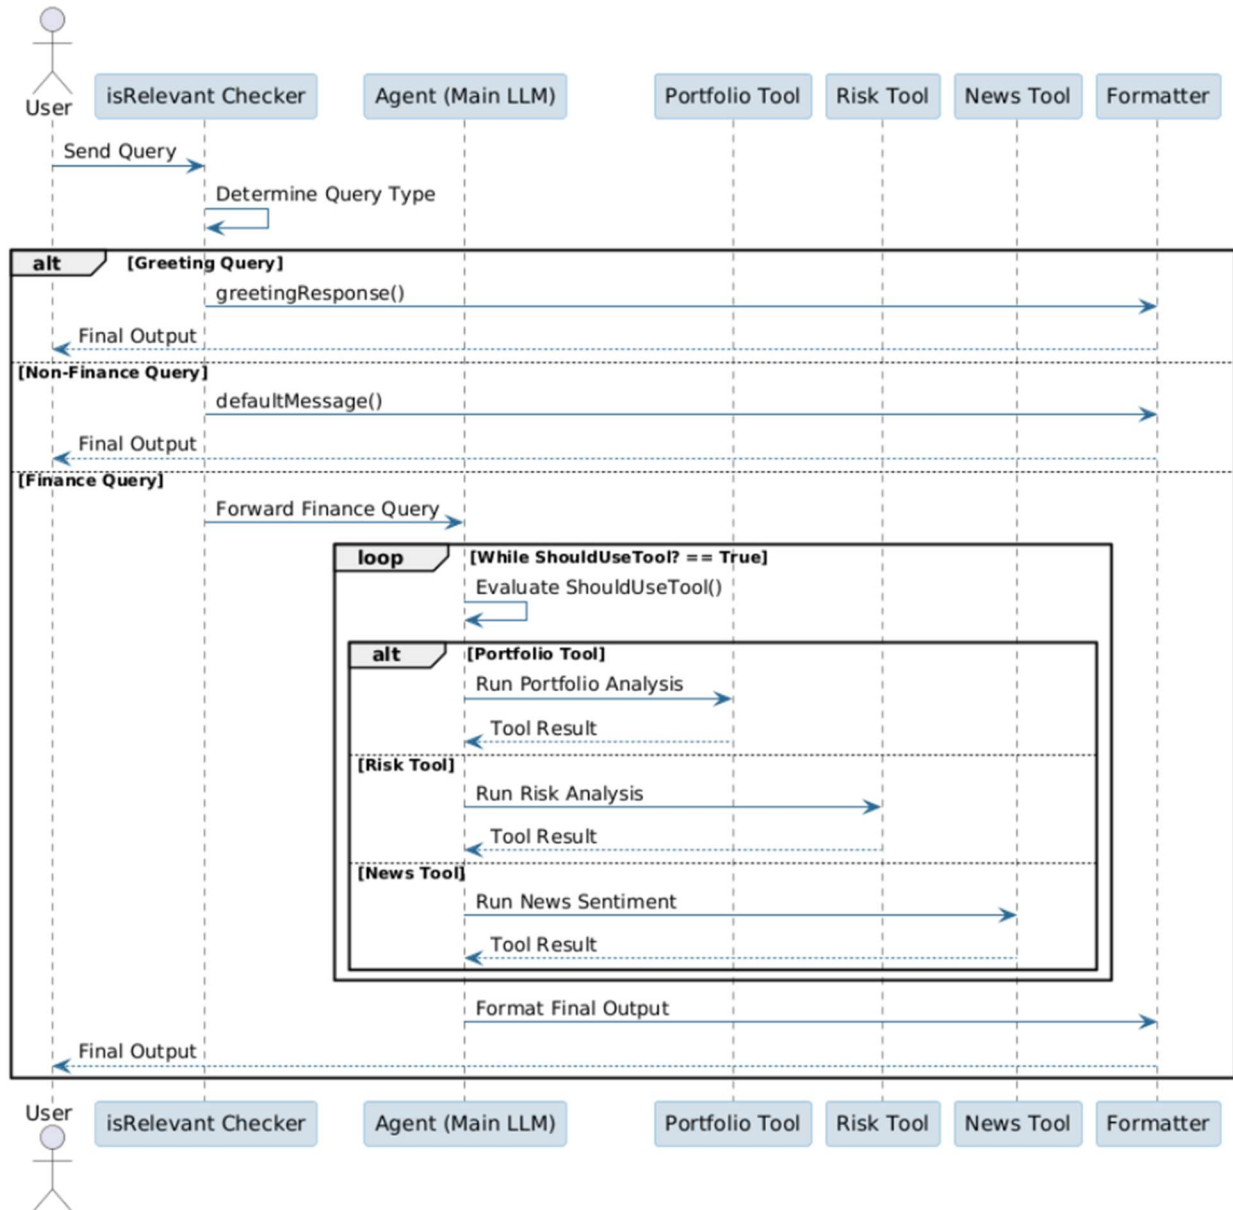 User
isRelevant Checker
Agent (Main LLM)
Portfolio Tool
Risk Tool
News Tool
Formatter
Send Query
Determine Query Type
alt
[Greeting Query]
greetingResponse()
Final Output
[Non-Finance Query]
defaultMessage()
Final Output
[Finance Query]
Forward Finance Query
loop
[While ShouldUseTool? == True]
Evaluate ShouldUseTool()
alt
[Portfolio Tool]
Run Portfolio Analysis
Tool Result
[Risk Tool]
Run Risk Analysis
Tool Result
[News Tool]
Run News Sentiment
Tool Result
Format Final Output
Final Output
User
isRelevant Checker
Agent (Main LLM)
Portfolio Tool
Risk Tool
News Tool
Formatter